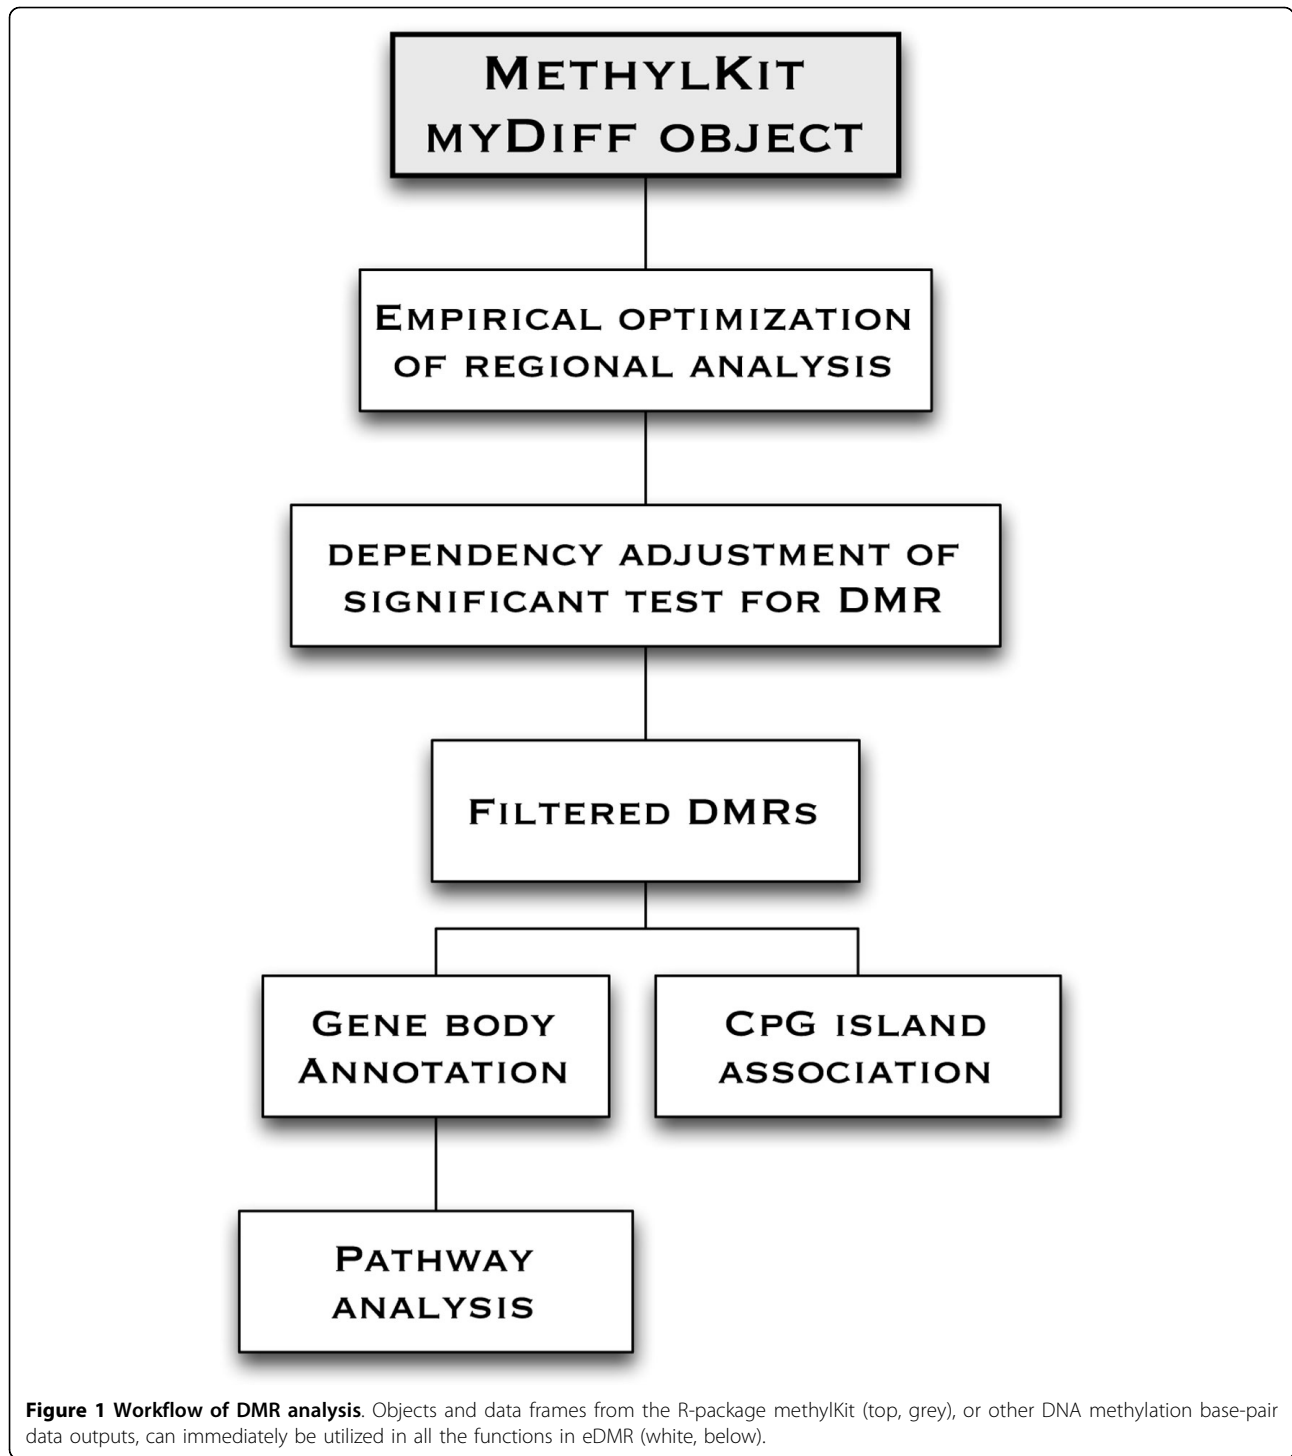 MethylKit
myDiff object
Empirical optimization
of regional analysis
dependency adjustment of
significant test for DMR
Filtered DMRs
Gene body
Annotation
CpG island
association
Pathway
analysis
Figure 1 Workflow of DMR analysis. Objects and data frames from the R-package methylKit (top, grey), or other DNA methylation base-pair
data outputs, can immediately be utilized in all the functions in eDMR (white, below).